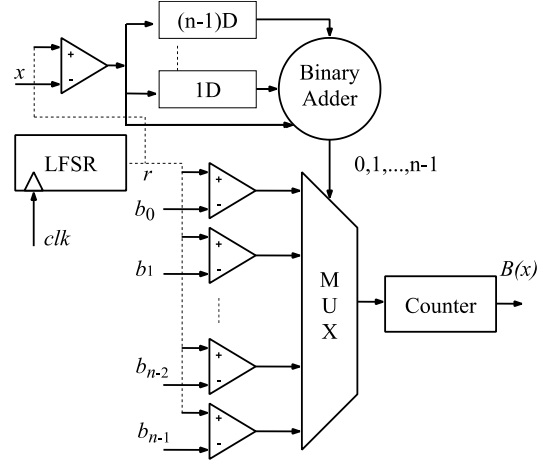 (n-1)D
+
x
-
1D
Binary
Adder
LFSR
r
clk
0,1,...,n-1
+
b0
-
+
b1
-
M
U
X
Counter
B(x)
+
bn-2
-
+
bn-1
-